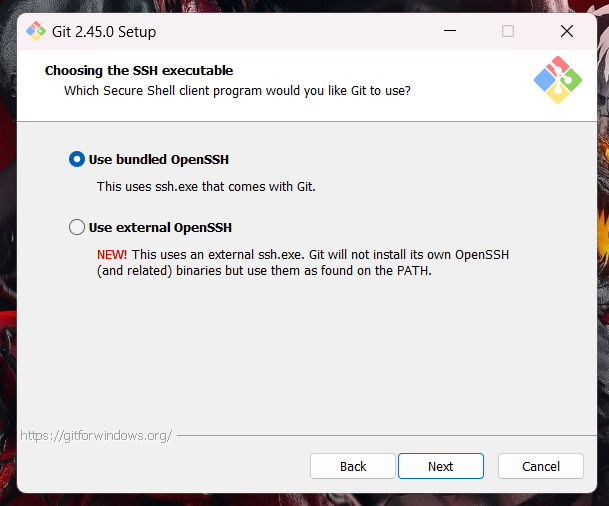 Git 2.45.0 Setup
Choosing the SSH executable
Which Secure Shell client program would you like Git to use?
Use bundled OpenSSH
This uses ssh.exe that comes with Git.
Use external OpenSSH
NEW! This uses an external ssh.exe. Git will not install its own OpenSSH
(and related) binaries but use them as found on the PATH.
https://gitforwindows.org/
Back
Next
Cancel